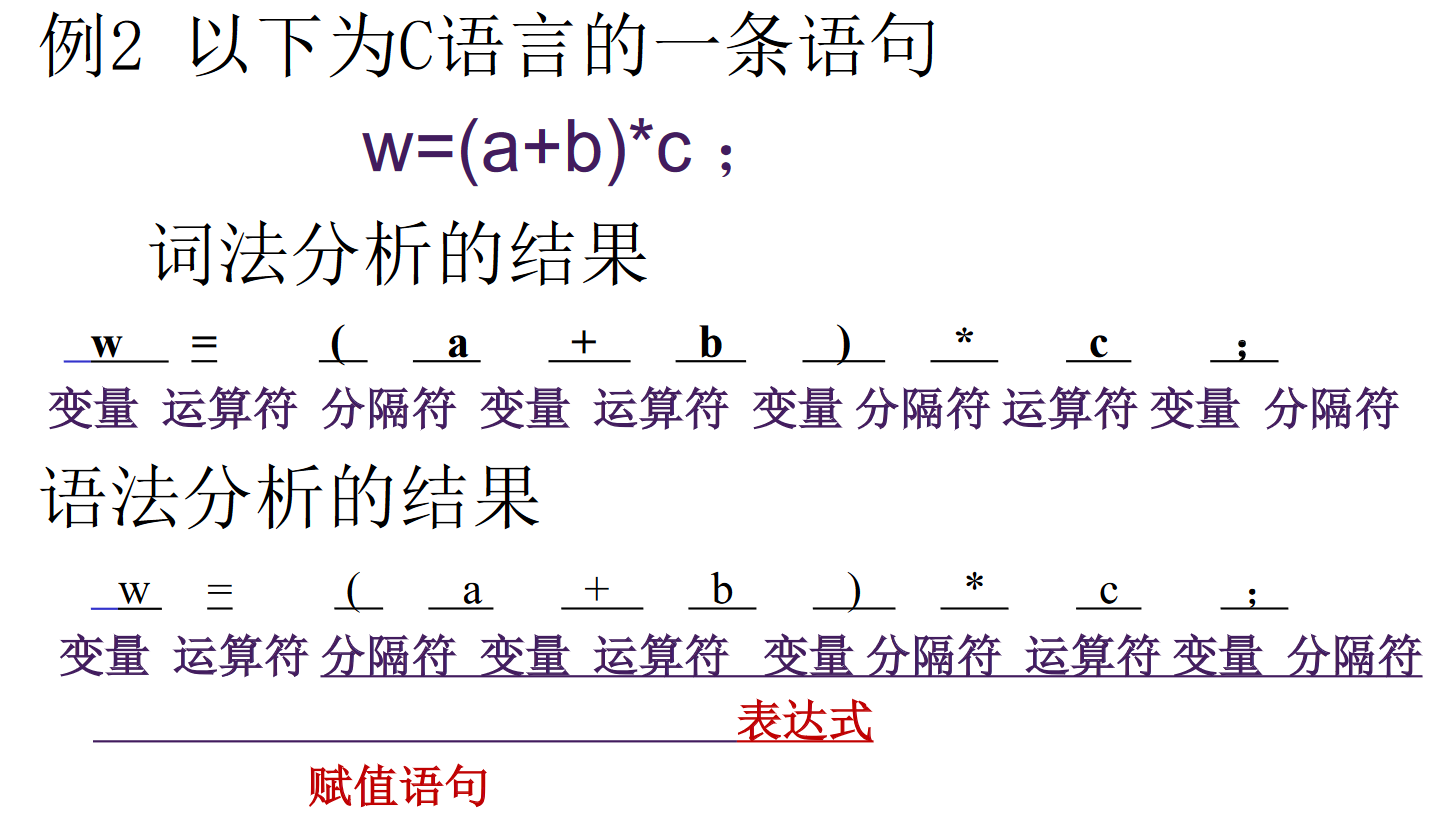 例2 以下为C语言的一条语句
w=(a+b)*c；
词法分析的结果
w = ( a + b ) * c ；
变量 运算符 分隔符 变量 运算符 变量 分隔符 运算符 变量 分隔符
语法分析的结果
w = ( a + b ) * c ；
变量 运算符 分隔符 变量 运算符 变量 分隔符 运算符 变量 分隔符
表达式
赋值语句